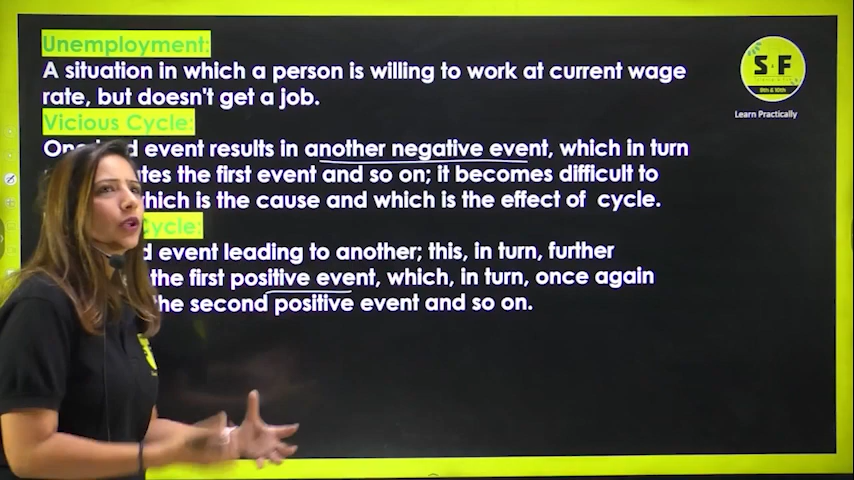 Unemployment:
A situation in which a person is willing to work at current wage
rate, but doesn't get a job.
Vicious Cycle:
event results in another negative event, which in turn
the first event and so on; it becomes difficult to
which is the cause and which is the effect of cycle.
Cycle:
event leading to another; this, in turn, further
the first positive event, which, in turn, once again
the second positive event and so on.
S F
9th & 10th
Learn Practically